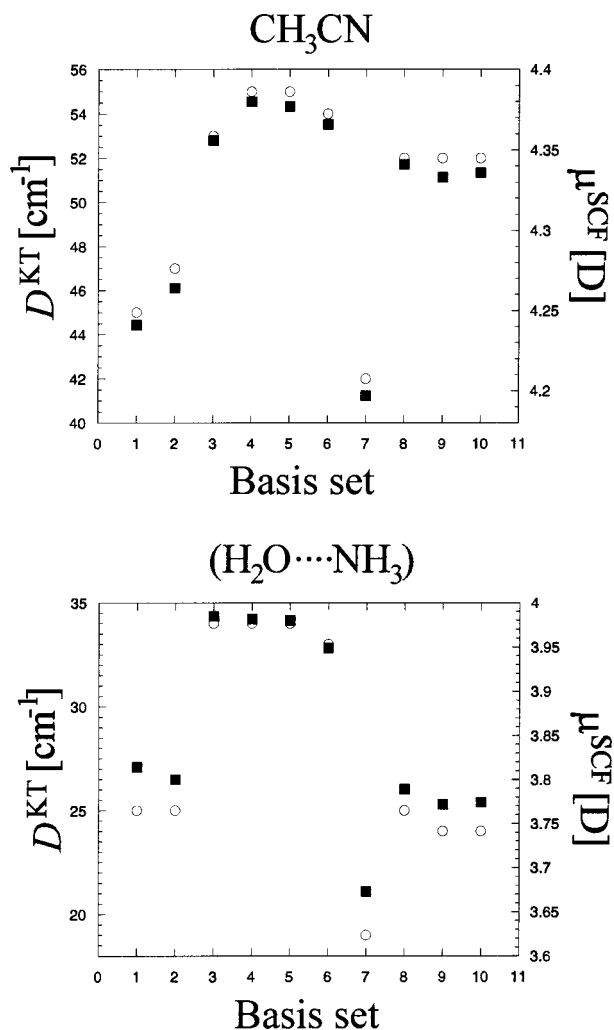 CH₃CN
56
54
52
50
48
46
44
42
40
4.4
4.35
4.3
4.25
4.2
Dᴷᵀ [cm⁻¹]
μˢᶜᶠ [D]
0 1 2 3 4 5 6 7 8 9 10 11
Basis set
(H₂O····NH₃)
35
30
25
20
4
3.95
3.9
3.85
3.8
3.75
3.7
3.65
3.6
Dᴷᵀ [cm⁻¹]
μˢᶜᶠ [D]
0 1 2 3 4 5 6 7 8 9 10 11
Basis set